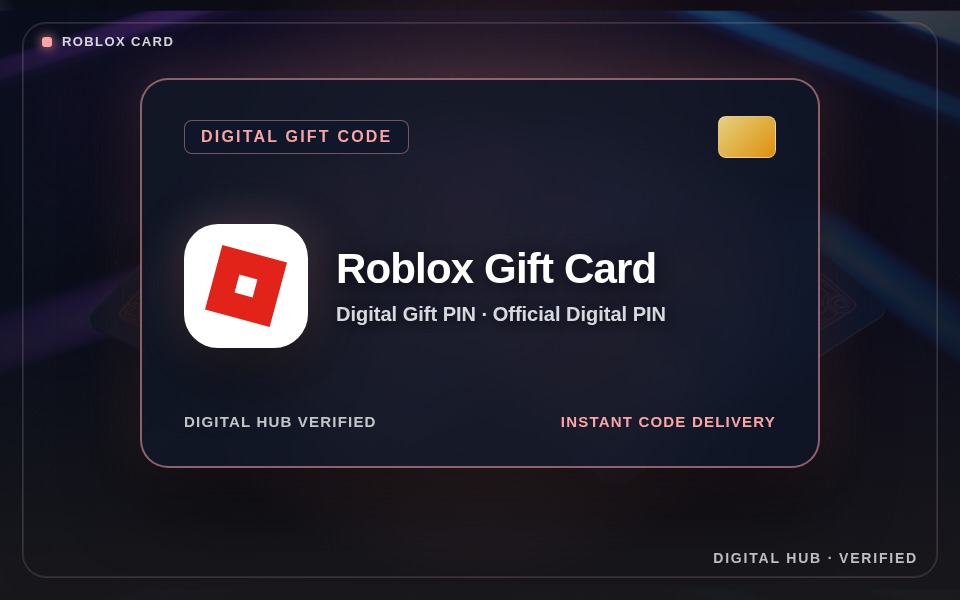 ROBLOX CARD
DIGITAL GIFT CODE
Roblox Gift Card
Digital Gift PIN · Official Digital PIN
DIGITAL HUB VERIFIED
INSTANT CODE DELIVERY
DIGITAL HUB · VERIFIED